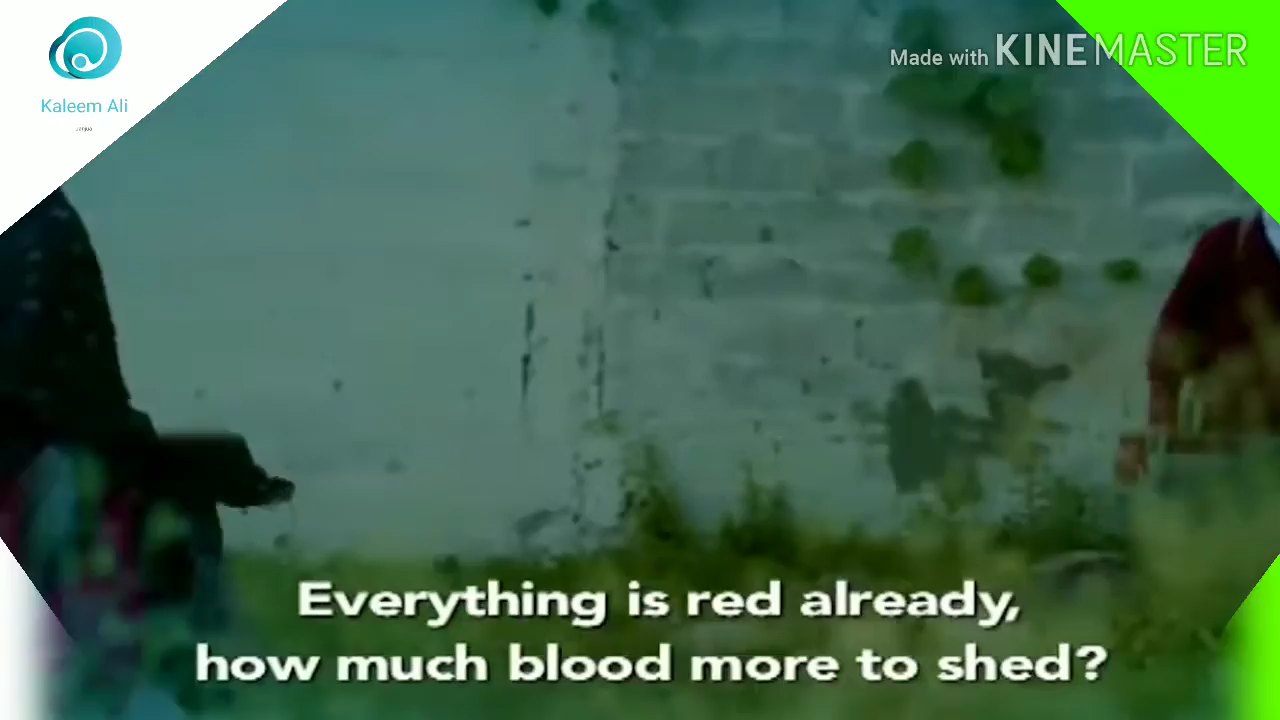 Kaleem Ali
Made with KINEMASTER
Everything is red already,
how much blood more to shed?